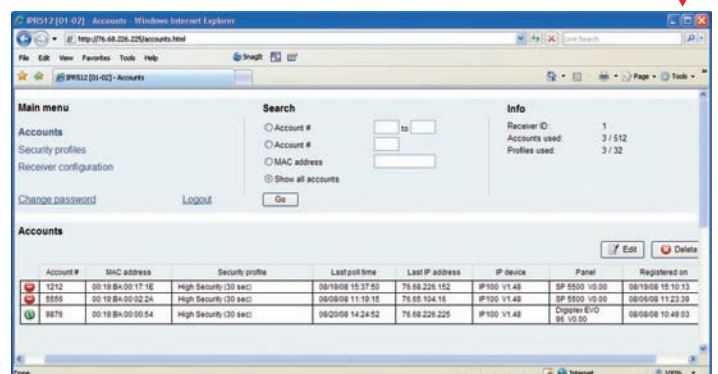 IPR512 [01-02] - Accounts - Windows Internet Explorer
http://76.68.226.225/accounts.html
Live Search
File Edit View Favorites Tools Help
SnagIt
IPR512 [01-02] - Accounts
Page Tools
Main menu
Accounts
Security profiles
Receiver configuration
Change password Logout
Search
Account # to
Account #
MAC address
Show all accounts
Go
Info
Receiver ID: 1
Accounts used: 3 / 512
Profiles used: 3 / 32
Accounts
Edit Delete
Account # MAC address Security profile Last poll time Last IP address IP device Panel Registered on
1212 00:19:BA:00:17:1E High Security (30 sec) 08/19/08 15:37:50 76.68.226.152 IP100 V1.48 SP 5500 V0.00 08/19/08 15:10:13
5556 00:19:BA:00:02:2A High Security (30 sec) 08/08/08 11:19:15 76.65.104.16 IP100 V1.48 SP 5500 V0.00 08/06/08 11:23:39
9876 00:19:BA:00:00:54 High Security (30 sec) 08/20/08 14:24:52 76.68.226.225 IP100 V1.48 Digiplex EVO 96 V0.00 08/08/08 10:49:03
Done
Internet 100%